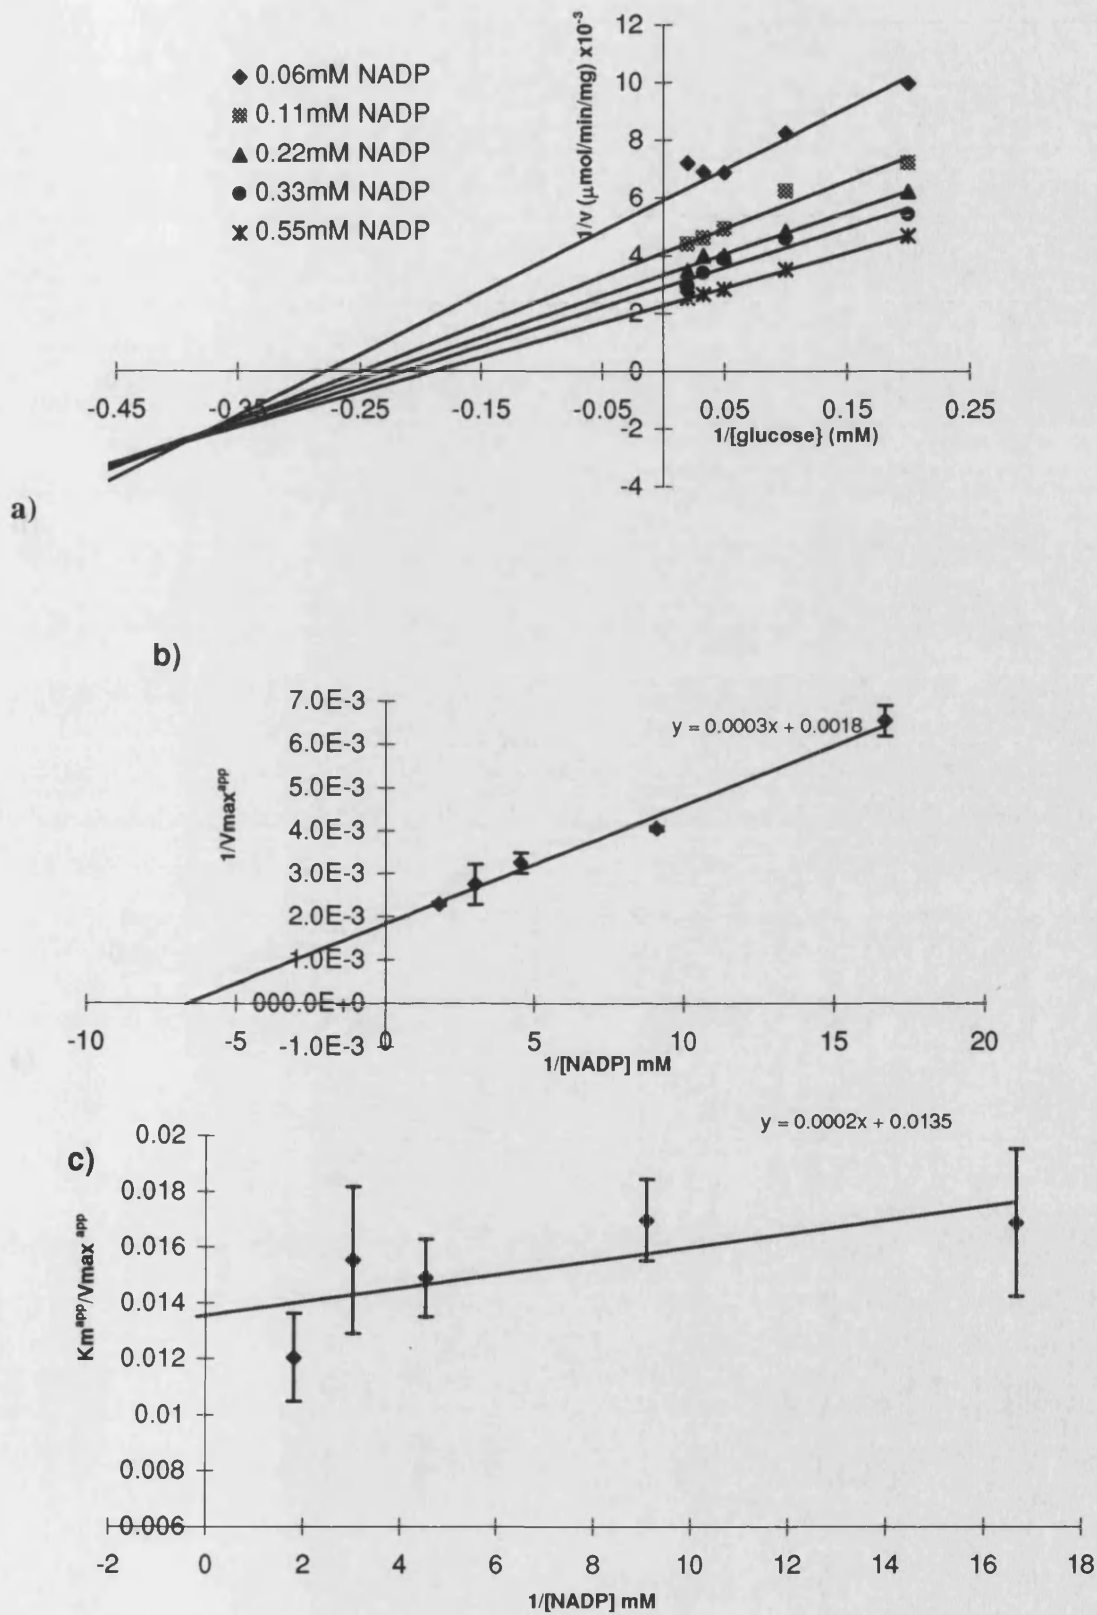 12
◆ 0.06mM NADP
0.11mM NADP
▲ 0.22mM NADP
● 0.33mM NADP
0.55mM NADP
1/v (µmol/min/mg) x10⁻³
10
8
6
4
2
0
-2
-4
-0.45 -0.35 -0.25 -0.15 -0.05 0.05 0.15 0.25
1/[glucose} (mM)
a)
b)
7.0E-3
6.0E-3
5.0E-3
4.0E-3
3.0E-3
2.0E-3
1.0E-3
000.0E+0
-1.0E-3
y = 0.0003x + 0.0018
1/Vmaxᵃᵖᵖ
-10 -5 0 5 10 15 20
1/[NADP] mM
y = 0.0002x + 0.0135
c)
0.02
0.018
0.016
0.014
0.012
0.01
0.008
0.006
Kmᵃᵖᵖ/Vmax ᵃᵖᵖ
-2 0 2 4 6 8 10 12 14 16 18
1/[NADP] mM